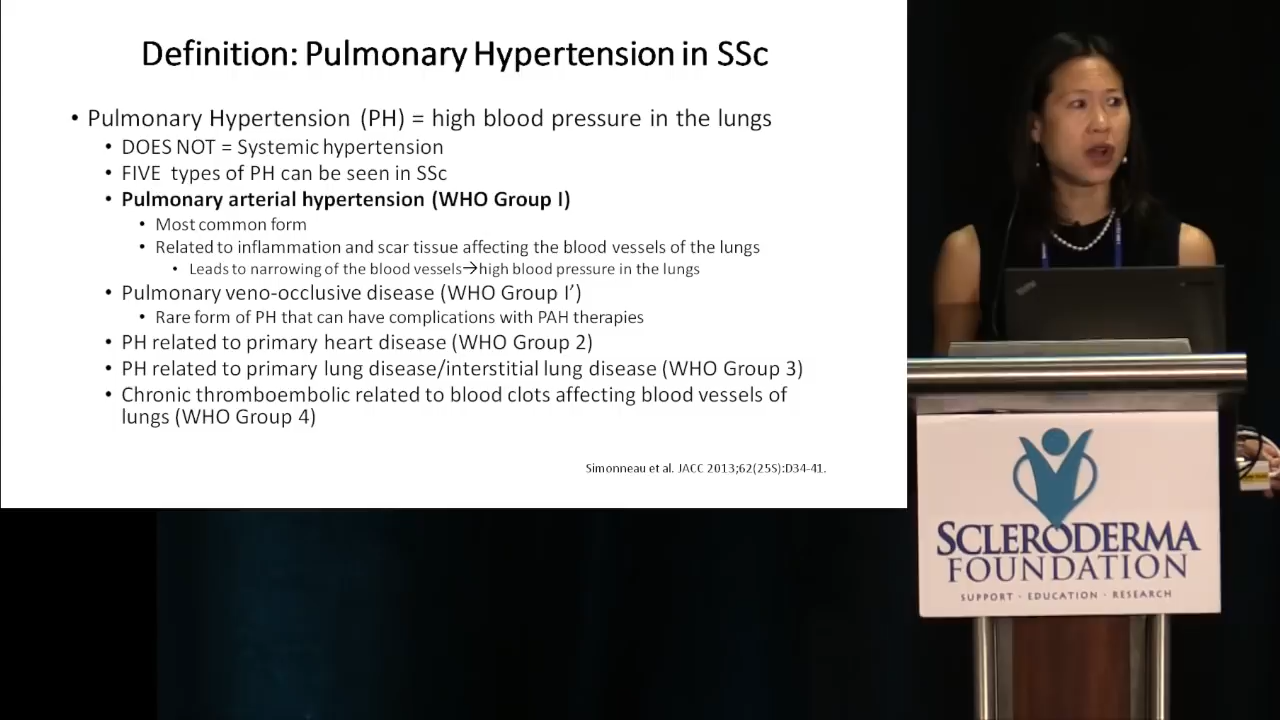 Definition: Pulmonary Hypertension in SSc
• Pulmonary Hypertension (PH) = high blood pressure in the lungs
• DOES NOT = Systemic hypertension
• FIVE types of PH can be seen in SSc
• Pulmonary arterial hypertension (WHO Group I)
• Most common form
• Related to inflammation and scar tissue affecting the blood vessels of the lungs
• Leads to narrowing of the blood vessels→high blood pressure in the lungs
• Pulmonary veno-occlusive disease (WHO Group I’)
• Rare form of PH that can have complications with PAH therapies
• PH related to primary heart disease (WHO Group 2)
• PH related to primary lung disease/interstitial lung disease (WHO Group 3)
• Chronic thromboembolic related to blood clots affecting blood vessels of
lungs (WHO Group 4)
Simonneau et al. JACC 2013;62(25S):D34-41.
SCLERODERMA
FOUNDATION
SUPPORT · EDUCATION · RESEARCH